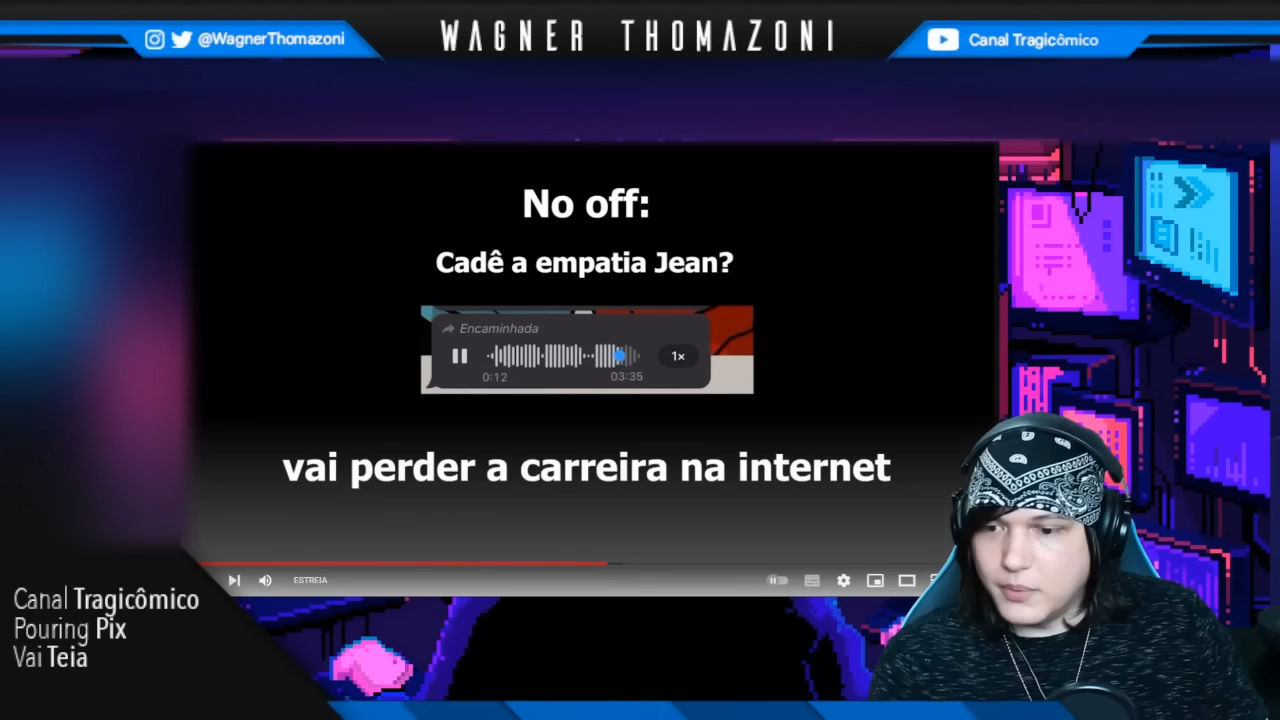 WAGNER THOMAZONI
@WagnerThomazoni
Canal Tragicômico
No off:
Cadê a empatia Jean?
Encaminhada
1x
0:12
03:35
vai perder a carreira na internet
ESTREIA
Canal Tragicômico
Pouring Pix
Vai Teia